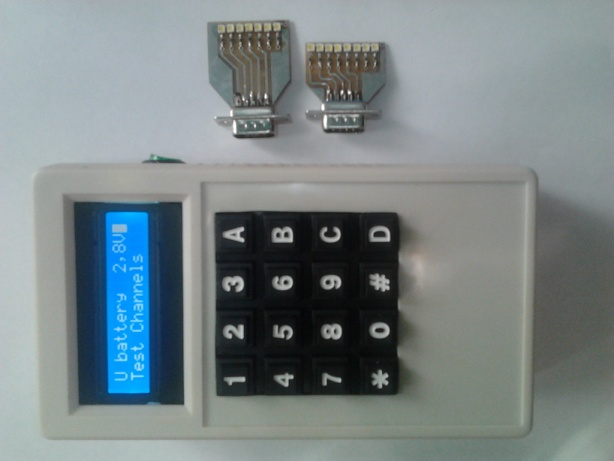 U battery 2,8V
Test Channels
1 2 3 A
4 5 6 B
7 8 9 C
* 0 # D